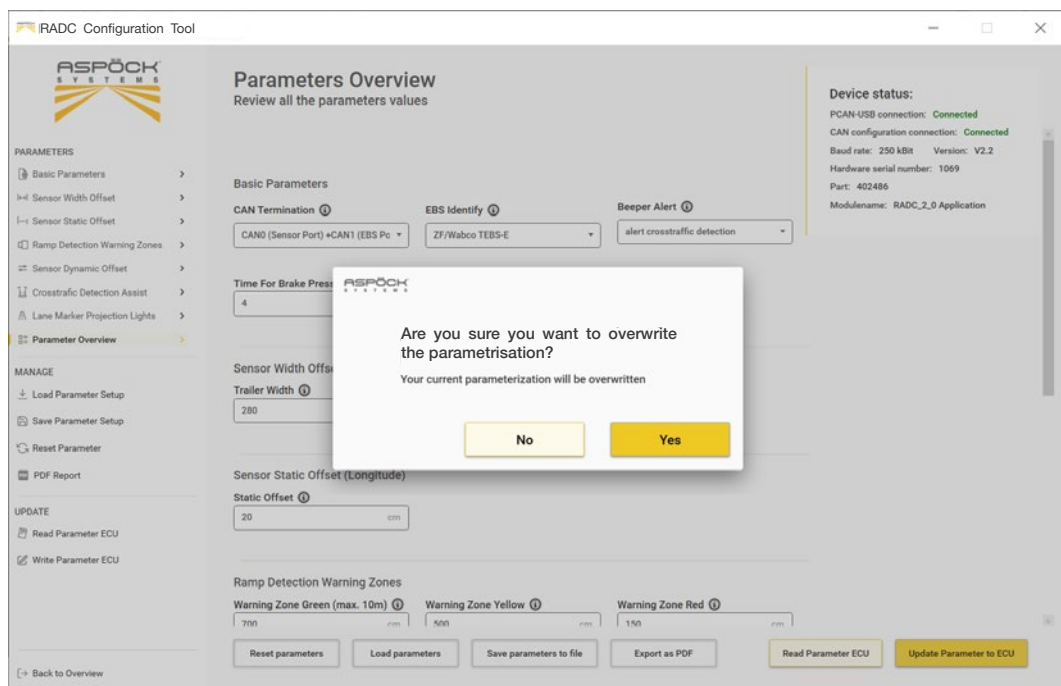 RADC Configuration Tool
ASPÖCK
SYSTEMS
PARAMETERS
Basic Parameters
Sensor Width Offset
Sensor Static Offset
Ramp Detection Warning Zones
Sensor Dynamic Offset
Crosstrafic Detection Assist
Lane Marker Projection Lights
Parameter Overview
MANAGE
Load Parameter Setup
Save Parameter Setup
Reset Parameter
PDF Report
UPDATE
Read Parameter ECU
Write Parameter ECU
Back to Overview
Parameters Overview
Review all the parameters values
Device status:
PCAN-USB connection: Connected
CAN configuration connection: Connected
Baud rate: 250 kBit Version: V2.2
Hardware serial number: 1069
Part: 402486
Modulename: RADC_2_0 Application
Basic Parameters
CAN Termination EBS Identify Beeper Alert
CAN0 (Sensor Port) +CAN1 (EBS Pc ZF/Wabco TEBS-E alert crosstraffic detection
Time For Brake Press
4
ASPÖCK
SYSTEMS
Are you sure you want to overwrite
the parametrisation?
Your current parameterization will be overwritten
No Yes
Sensor Width Offs
Trailer Width
280
Sensor Static Offset (Longitude)
Static Offset
20 cm
Ramp Detection Warning Zones
Warning Zone Green (max. 10m) Warning Zone Yellow Warning Zone Red
700 cm 500 cm 150 cm
Reset parameters Load parameters Save parameters to file Export as PDF Read Parameter ECU Update Parameter to ECU